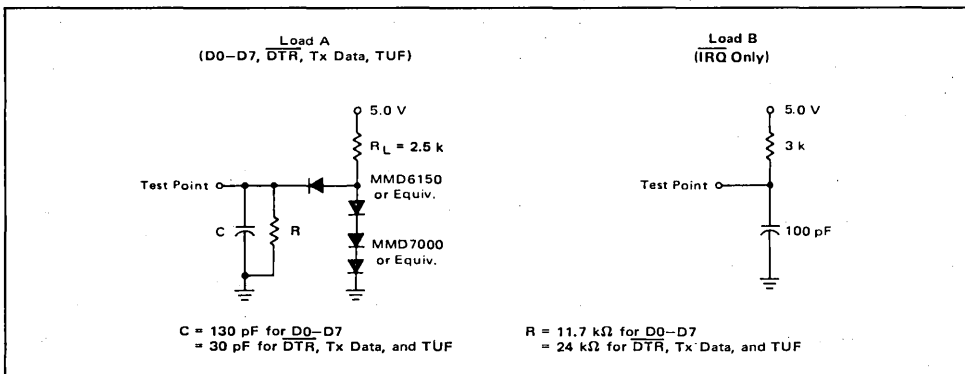 Load A
(D0–D7, DTR, Tx Data, TUF)
5.0 V
RL = 2.5 k
Test Point
MMD6150
or Equiv.
C
R
MMD7000
or Equiv.
C = 130 pF for D0–D7
= 30 pF for DTR, Tx Data, and TUF
Load B
(IRQ Only)
5.0 V
3 k
Test Point
100 pF
R = 11.7 kΩ for D0–D7
= 24 kΩ for DTR, Tx Data, and TUF